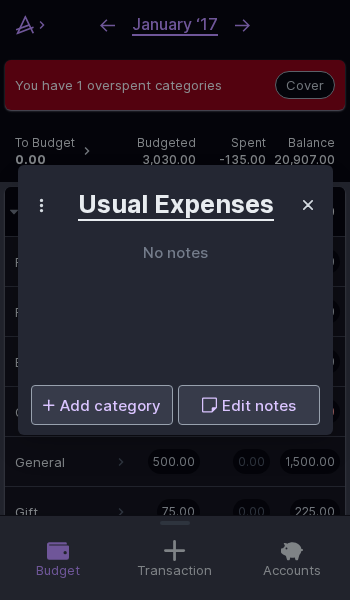 January ‘17
You have 1 overspent categories
Cover
To Budget Budgeted Spent Balance
0.00 3,030.00 -135.00 20,907.00
Usual Expenses
No notes
+ Add category Edit notes
General 500.00 0.00 1,500.00
Gift 75.00 0.00 225.00
Budget Transaction Accounts